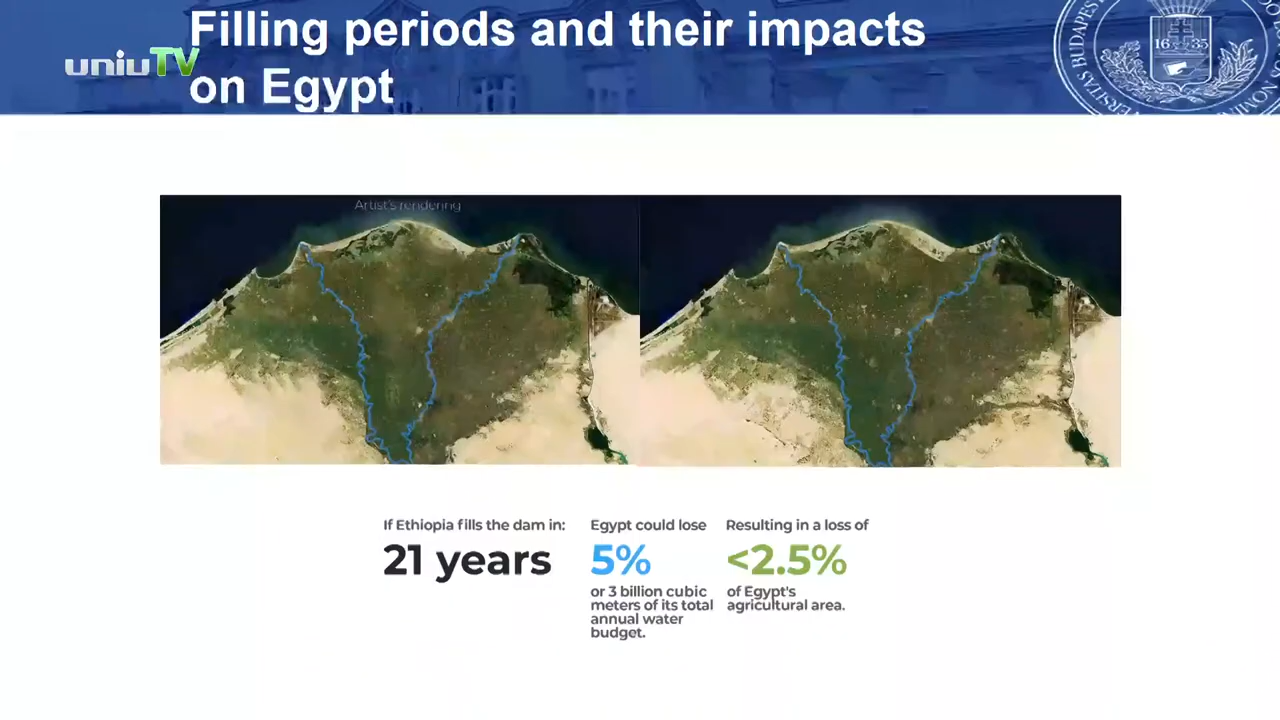 Filling periods and their impacts
on Egypt
uniuTV
16 35
Artist's rendering
If Ethiopia fills the dam in:
21 years
Egypt could lose
5%
or 3 billion cubic
meters of its total
annual water
budget.
Resulting in a loss of
<2.5%
of Egypt's
agricultural area.